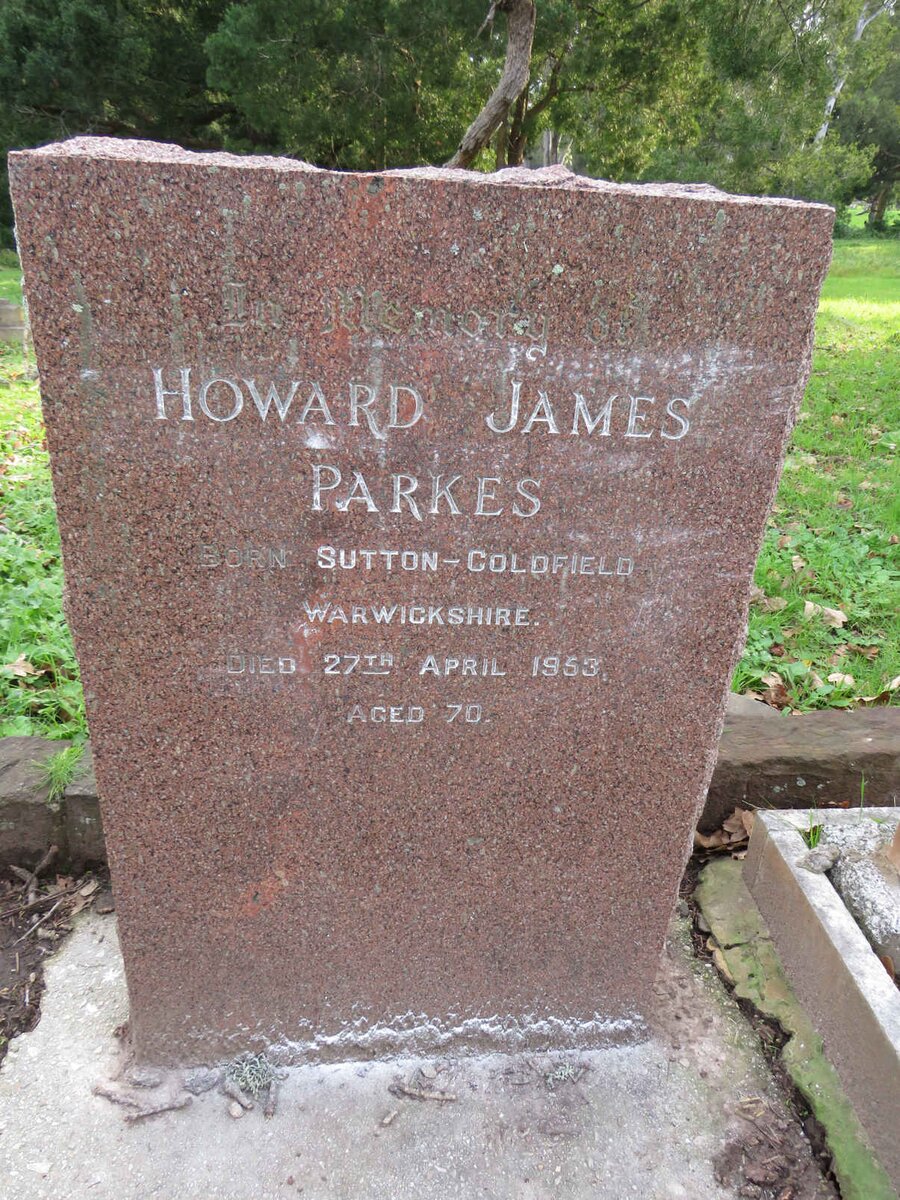 In Memory of
HOWARD JAMES
PARKES
BORN SUTTON-COLDFIELD
WARWICKSHIRE.
DIED 27TH APRIL 1953,
AGED 70.